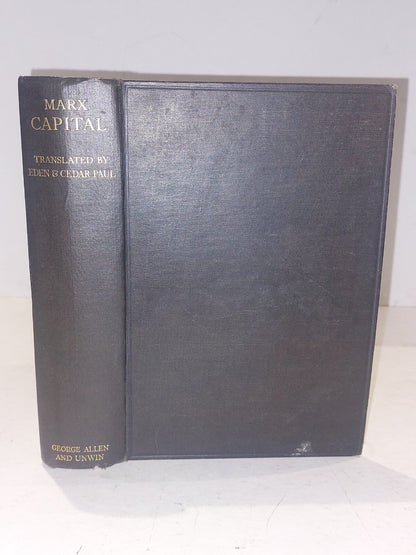 MARX
CAPITAL
TRANSLATED BY
EDEN & CEDAR PAUL
GEORGE ALLEN
AND UNWIN